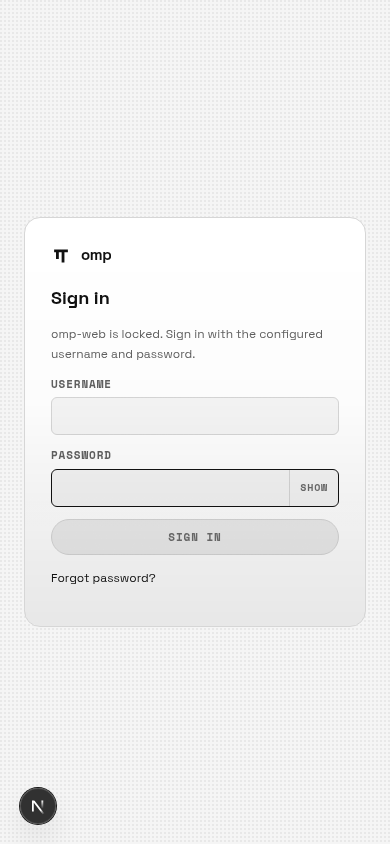 omp
Sign in
omp-web is locked. Sign in with the configured
username and password.
USERNAME
PASSWORD
SHOW
SIGN IN
Forgot password?
N